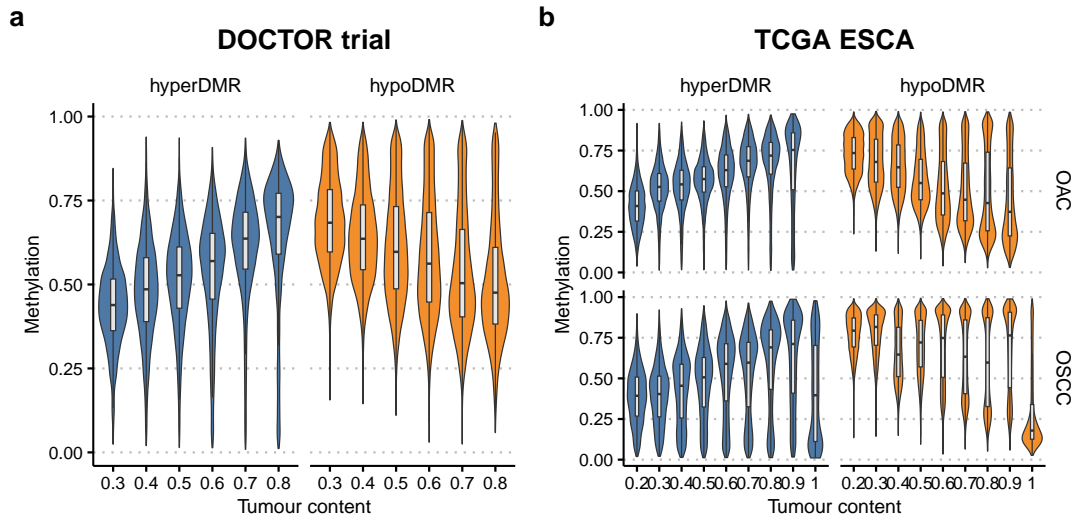 a
DOCTOR trial
hyperDMR hypoDMR
Methylation
1.00
0.75
0.50
0.25
0.00
0.3 0.4 0.5 0.6 0.7 0.8 0.3 0.4 0.5 0.6 0.7 0.8
Tumour content
b
TCGA ESCA
hyperDMR hypoDMR
Methylation
1.00
0.75
0.50
0.25
0.00
OAC
1.00
0.75
0.50
0.25
0.00
OSCC
0.2 0.3 0.4 0.5 0.6 0.7 0.8 0.9 1 0.2 0.3 0.4 0.5 0.6 0.7 0.8 0.9 1
Tumour content